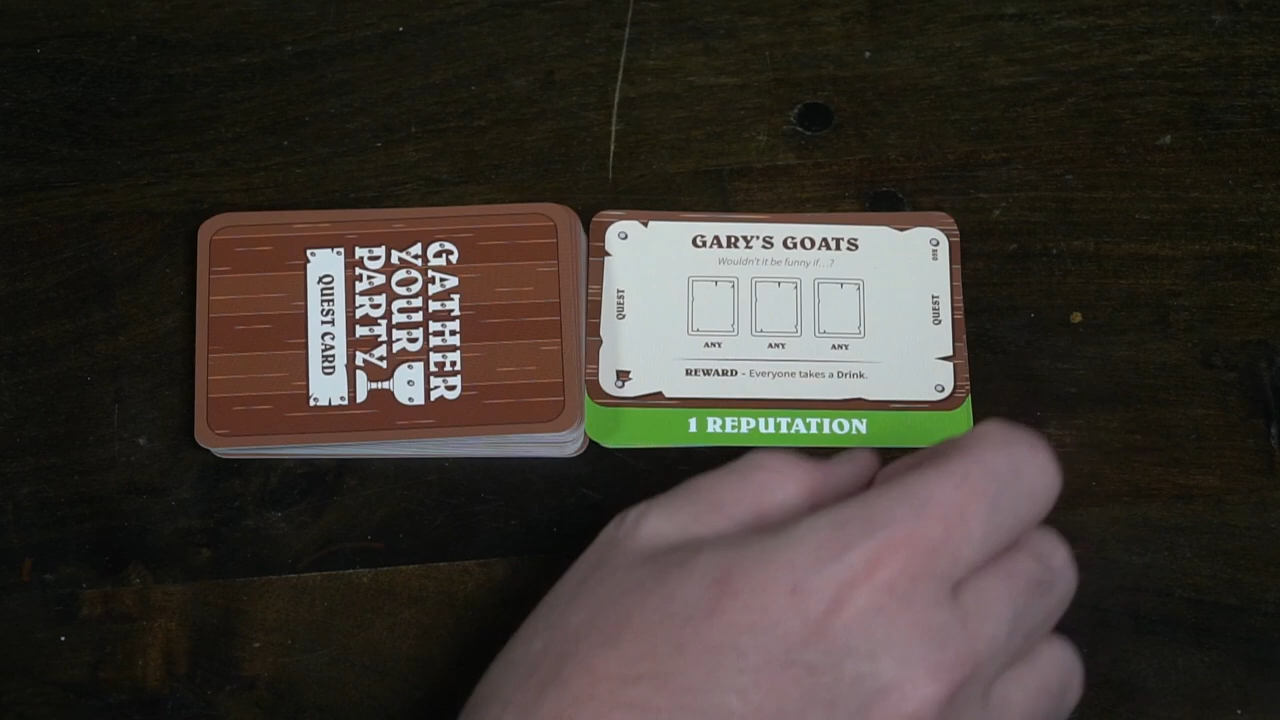 GATHER
YOUR
PARTY
QUEST CARD
GARY'S GOATS
Wouldn't it be funny if...?
QUEST
QUEST
ANY ANY ANY
REWARD - Everyone takes a Drink.
1 REPUTATION